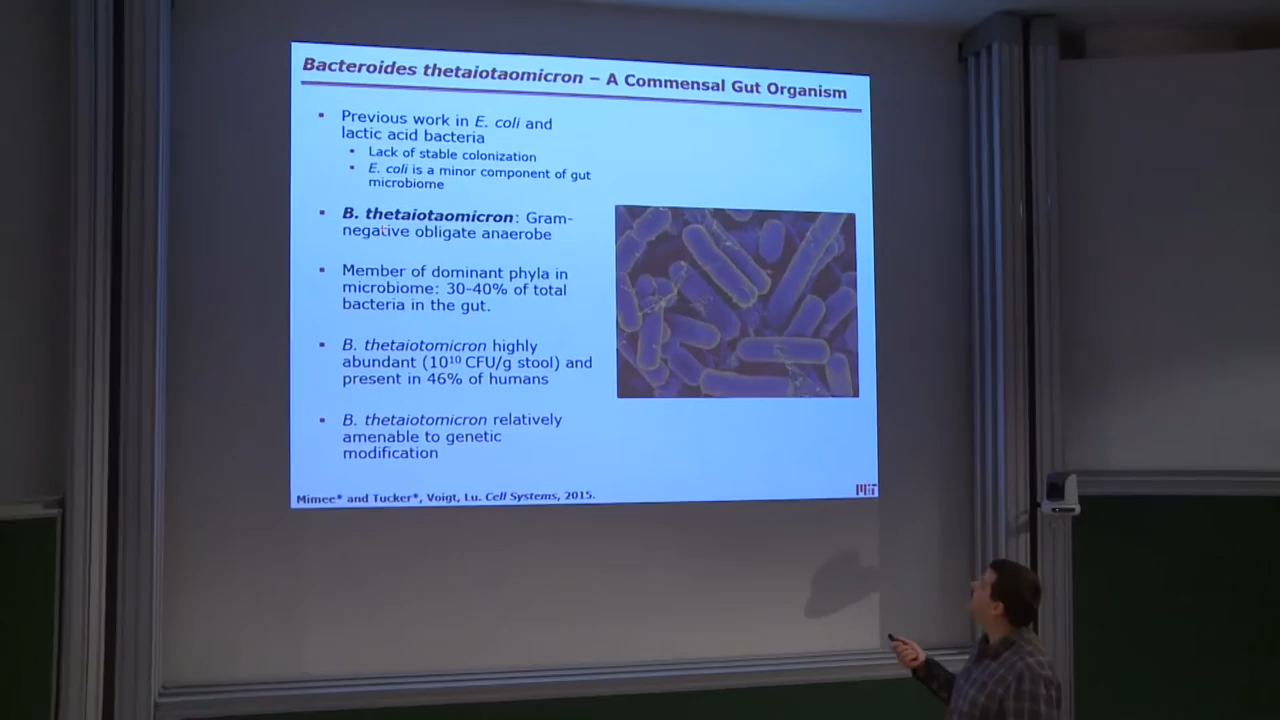 Bacteroides thetaiotaomicron – A Commensal Gut Organism
▪ Previous work in E. coli and
lactic acid bacteria
• Lack of stable colonization
• E. coli is a minor component of gut
microbiome
▪ B. thetaiotaomicron: Gram-
negative obligate anaerobe
▪ Member of dominant phyla in
microbiome: 30-40% of total
bacteria in the gut.
▪ B. thetaiotomicron highly
abundant (10¹⁰ CFU/g stool) and
present in 46% of humans
▪ B. thetaiotomicron relatively
amenable to genetic
modification
Mimee* and Tucker*, Voigt, Lu. Cell Systems, 2015.
MIT